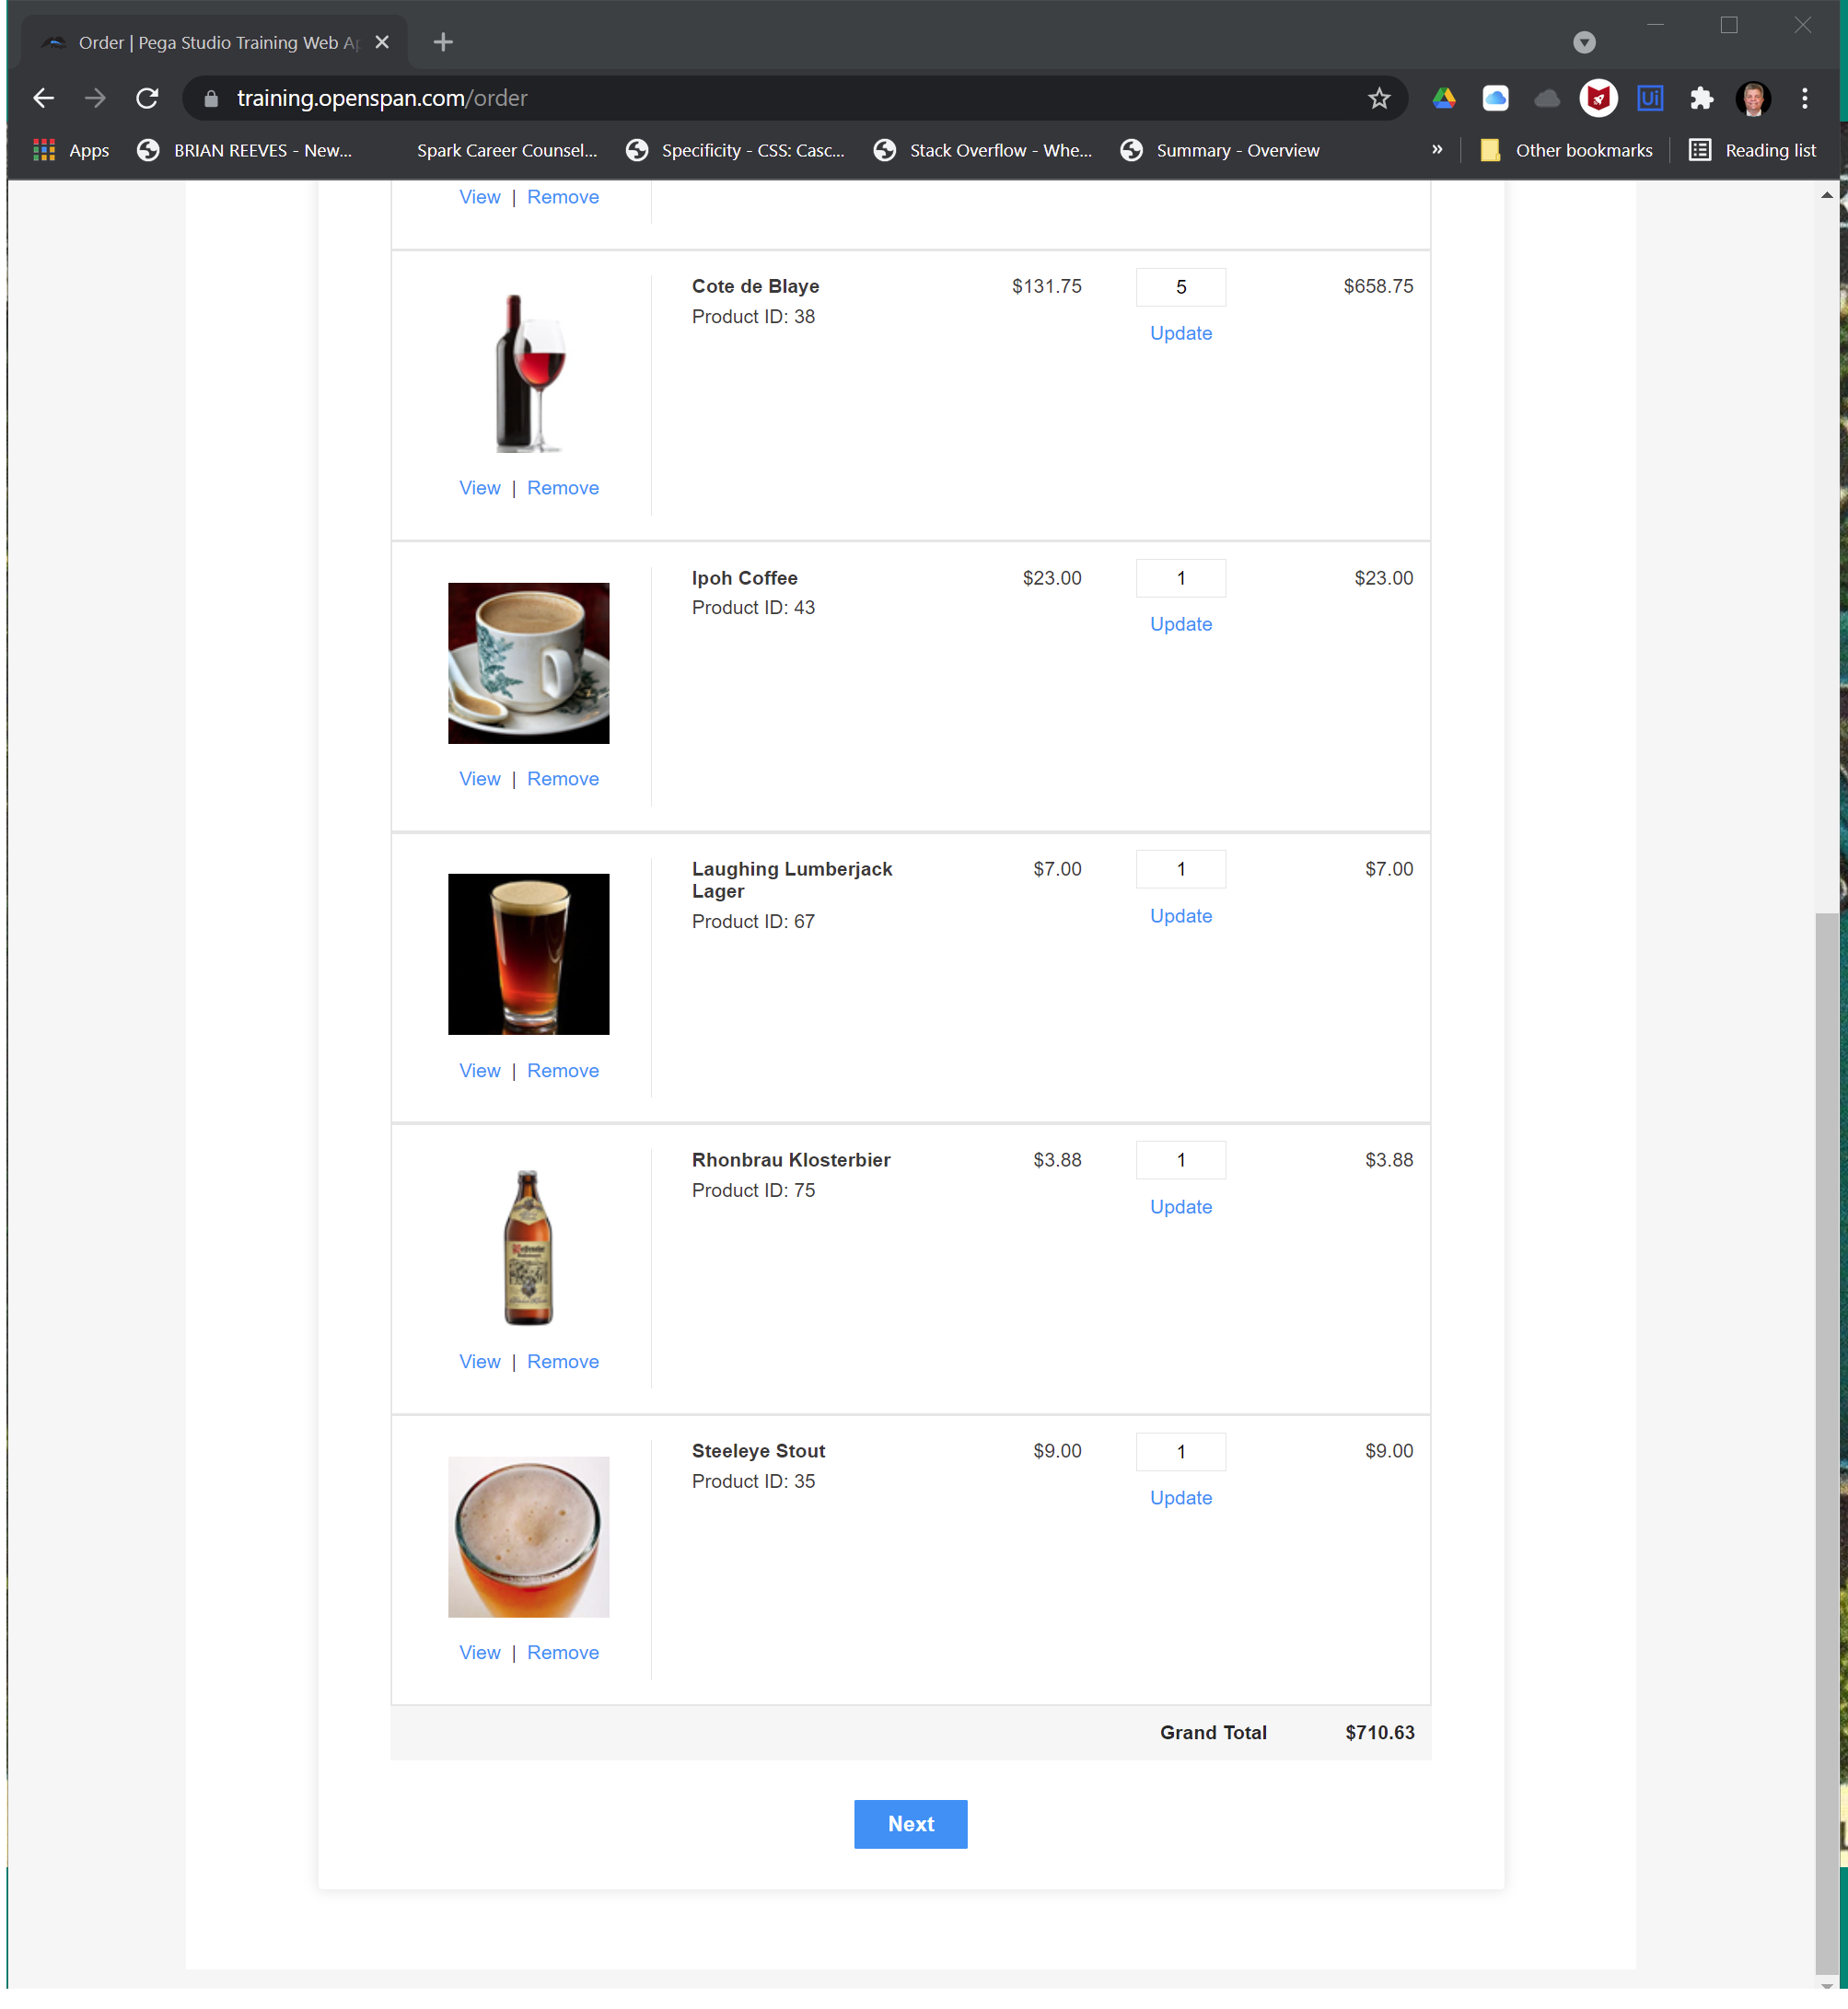 Order | Pega Studio Training Web Ap
training.openspan.com/order
Ui
Apps BRIAN REEVES - New... Spark Career Counsel... Specificity - CSS: Casc... Stack Overflow - Whe... Summary - Overview » Other bookmarks Reading list
View | Remove
Cote de Blaye $131.75 5 $658.75
Product ID: 38
Update
View | Remove
Ipoh Coffee $23.00 1 $23.00
Product ID: 43
Update
View | Remove
Laughing Lumberjack $7.00 1 $7.00
Lager
Product ID: 67
Update
View | Remove
Rhonbrau Klosterbier $3.88 1 $3.88
Product ID: 75
Update
View | Remove
Steeleye Stout $9.00 1 $9.00
Product ID: 35
Update
View | Remove
Grand Total $710.63
Next